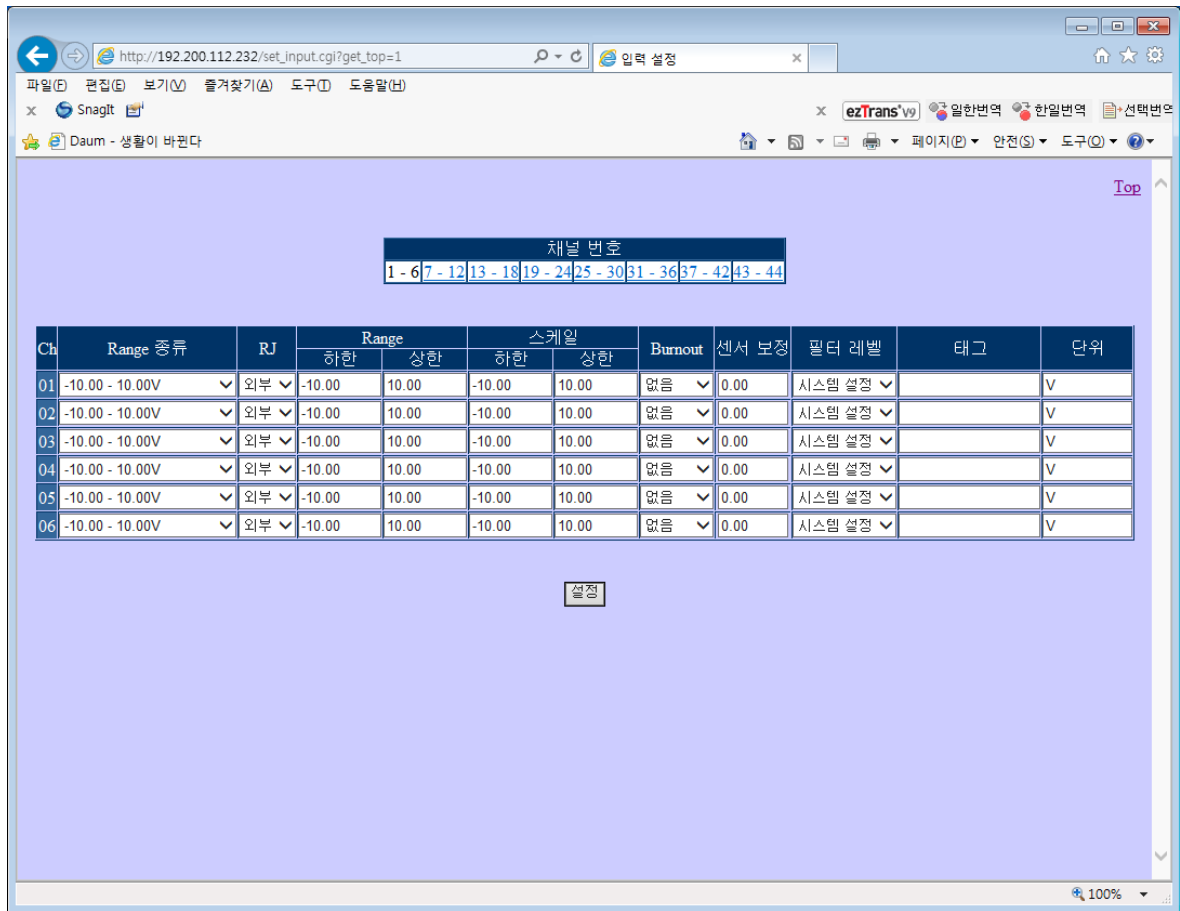 http://192.200.112.232/set_input.cgi?get_top=1 입력 설정
파일(F) 편집(E) 보기(V) 즐겨찾기(A) 도구(T) 도움말(H)
x SnagIt x ezTrans V9 일한번역 한일번역 선택번역
Daum - 생활이 바뀐다 페이지(P) 안전(S) 도구(O)
Top
채널 번호
1 - 6 7 - 12 13 - 18 19 - 24 25 - 30 31 - 36 37 - 42 43 - 44
Ch Range 종류 RJ Range 스케일 Burnout 센서 보정 필터 레벨 태그 단위
하한 상한 하한 상한
01 -10.00 - 10.00V 외부 -10.00 10.00 -10.00 10.00 없음 0.00 시스템 설정 V
02 -10.00 - 10.00V 외부 -10.00 10.00 -10.00 10.00 없음 0.00 시스템 설정 V
03 -10.00 - 10.00V 외부 -10.00 10.00 -10.00 10.00 없음 0.00 시스템 설정 V
04 -10.00 - 10.00V 외부 -10.00 10.00 -10.00 10.00 없음 0.00 시스템 설정 V
05 -10.00 - 10.00V 외부 -10.00 10.00 -10.00 10.00 없음 0.00 시스템 설정 V
06 -10.00 - 10.00V 외부 -10.00 10.00 -10.00 10.00 없음 0.00 시스템 설정 V
설정
100%